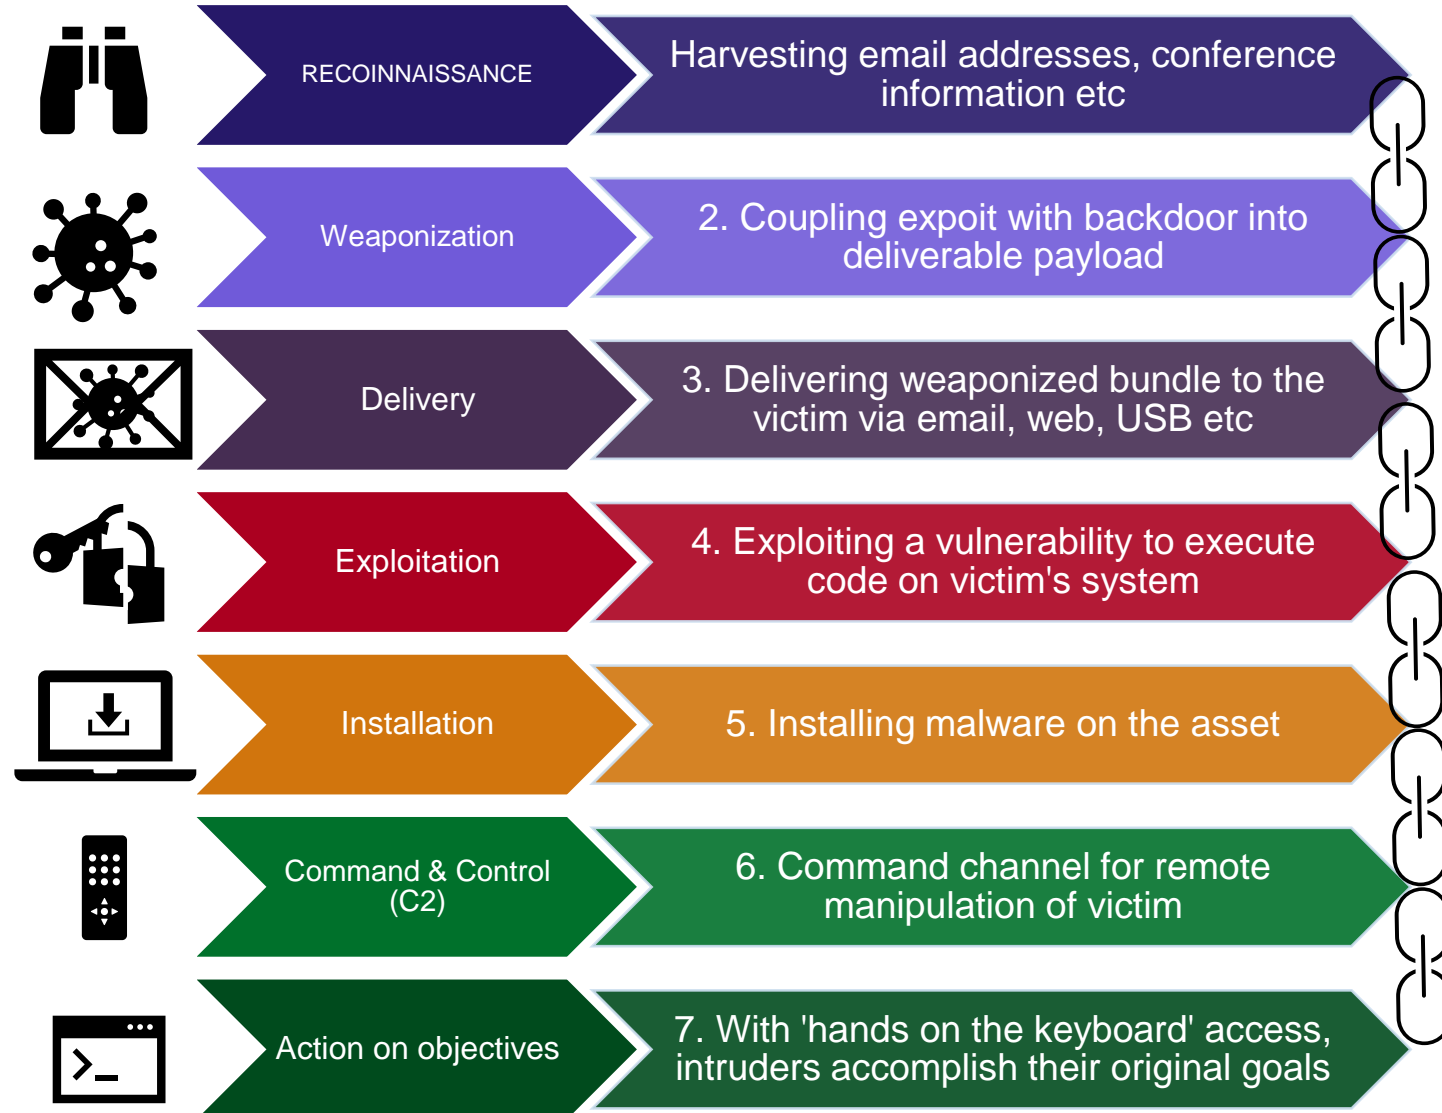 RECOINNAISSANCE
Harvesting email addresses, conference
information etc
Weaponization
2. Coupling expoit with backdoor into
deliverable payload
Delivery
3. Delivering weaponized bundle to the
victim via email, web, USB etc
Exploitation
4. Exploiting a vulnerability to execute
code on victim's system
Installation
5. Installing malware on the asset
Command & Control
(C2)
6. Command channel for remote
manipulation of victim
Action on objectives
7. With 'hands on the keyboard' access,
intruders accomplish their original goals